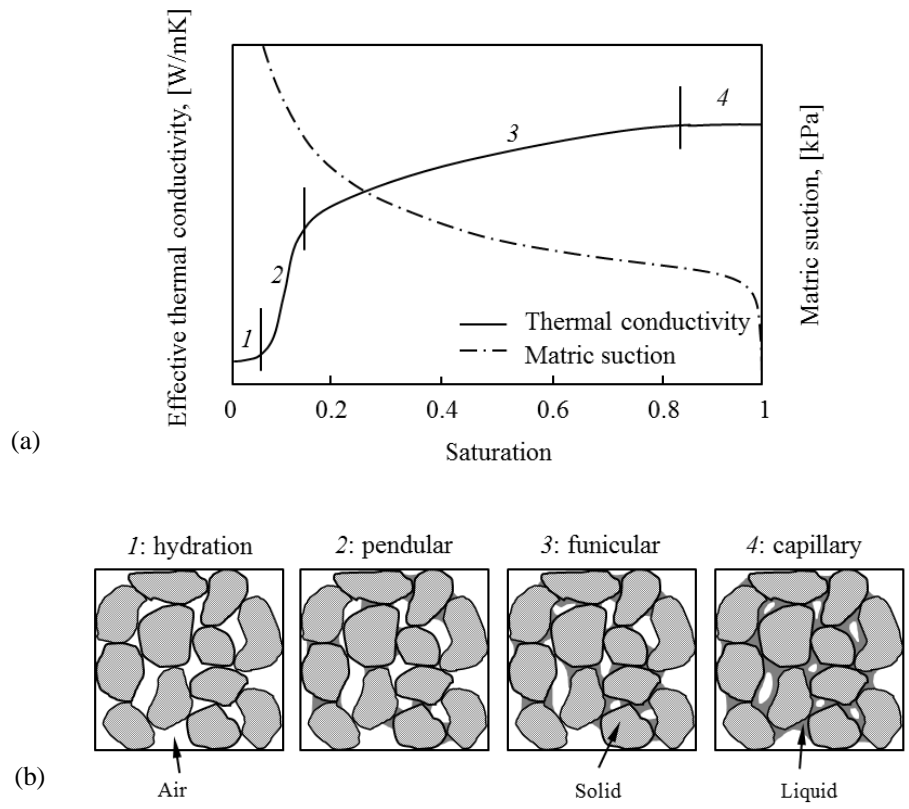 Effective thermal conductivity, [W/mK]
Matric suction, [kPa]
1
2
3
4
Thermal conductivity
Matric suction
0 0.2 0.4 0.6 0.8 1
Saturation
(a)
1: hydration 2: pendular 3: funicular 4: capillary
Air Solid Liquid
(b)